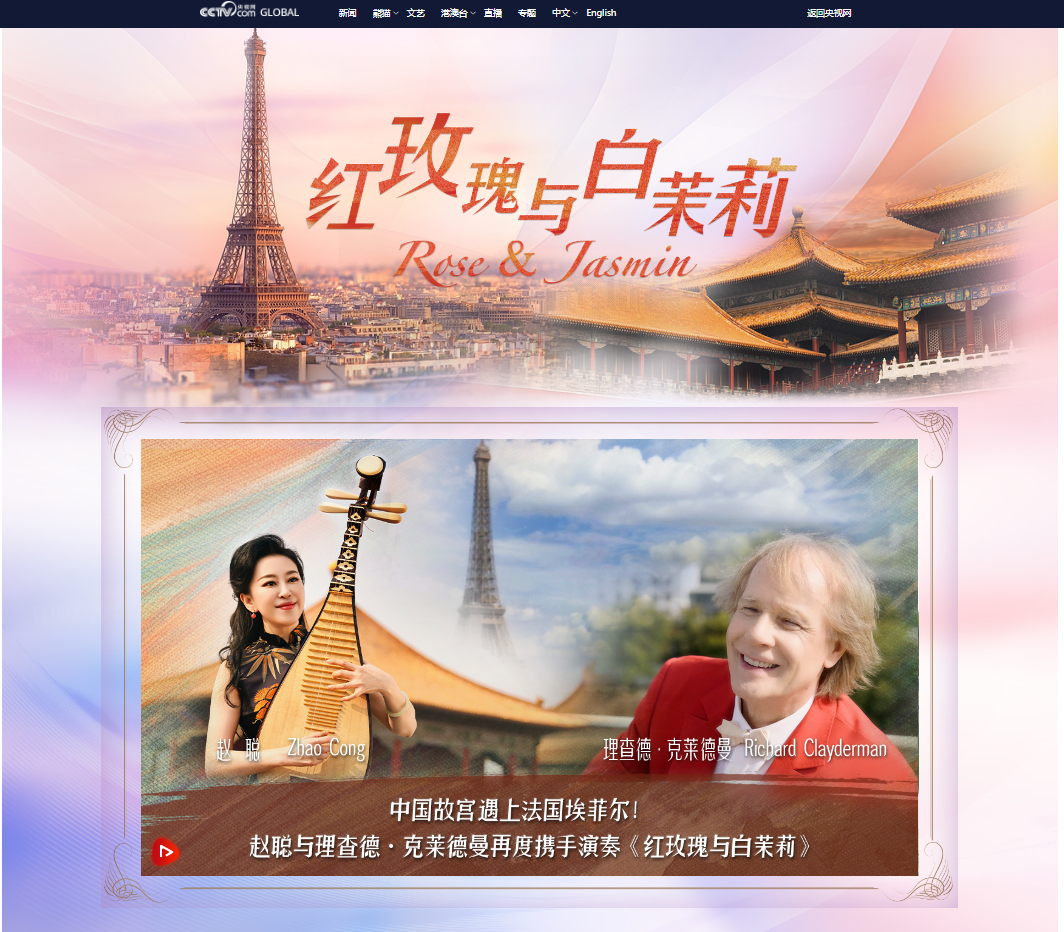 CCTV 央视网 com GLOBAL 新闻 熊猫 文艺 港澳台 直播 专题 中文 English 返回央视网
红玫瑰与白茉莉
Rose & Jasmin
赵 聪 Zhao Cong 理查德·克莱德曼 Richard Clayderman
中国故宫遇上法国埃菲尔！
赵聪与理查德·克莱德曼再度携手演奏《红玫瑰与白茉莉》